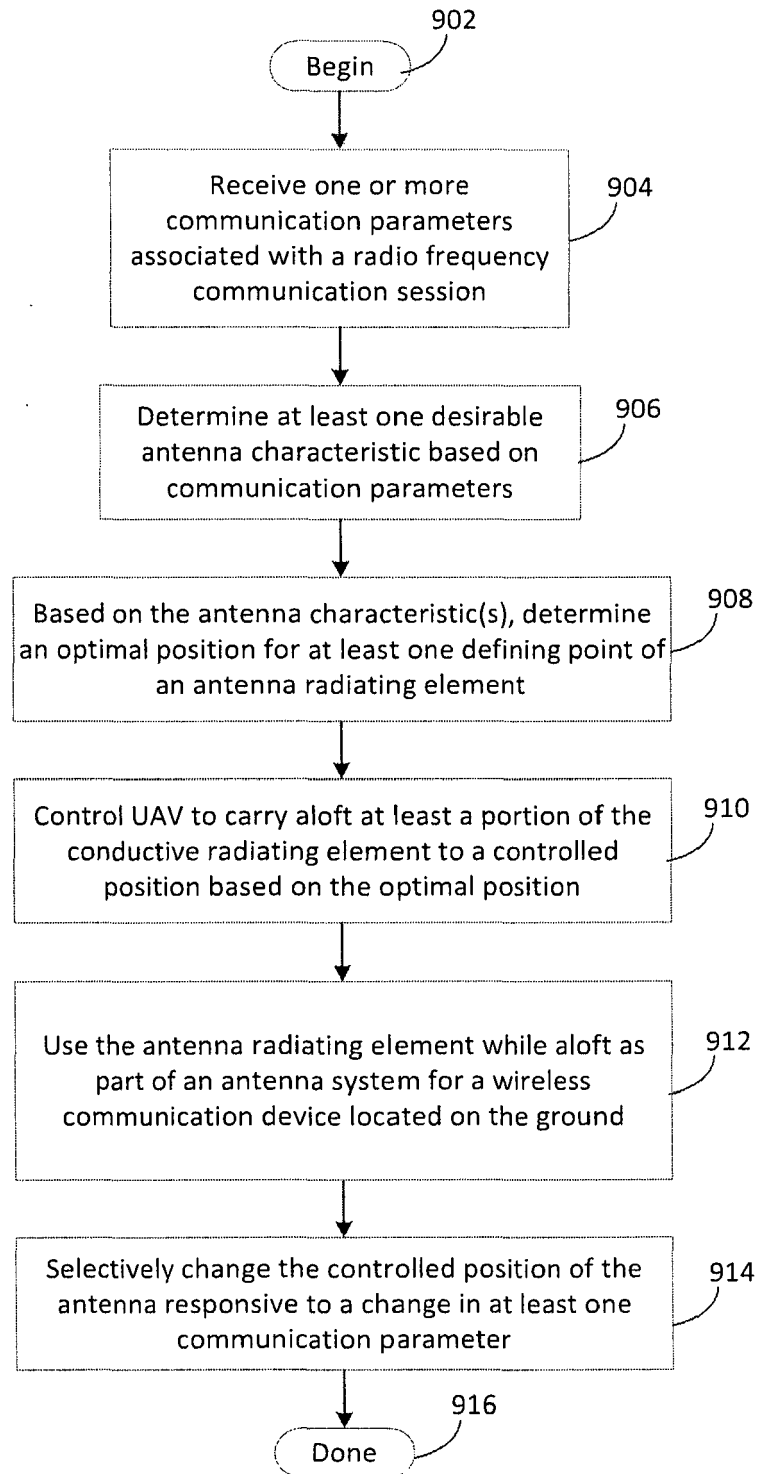 902
Begin
904
Receive one or more
communication parameters
associated with a radio frequency
communication session
906
Determine at least one desirable
antenna characteristic based on
communication parameters
908
Based on the antenna characteristic(s), determine
an optimal position for at least one defining point of
an antenna radiating element
910
Control UAV to carry aloft at least a portion of the
conductive radiating element to a controlled
position based on the optimal position
912
Use the antenna radiating element while aloft as
part of an antenna system for a wireless
communication device located on the ground
914
Selectively change the controlled position of the
antenna responsive to a change in at least one
communication parameter
916
Done